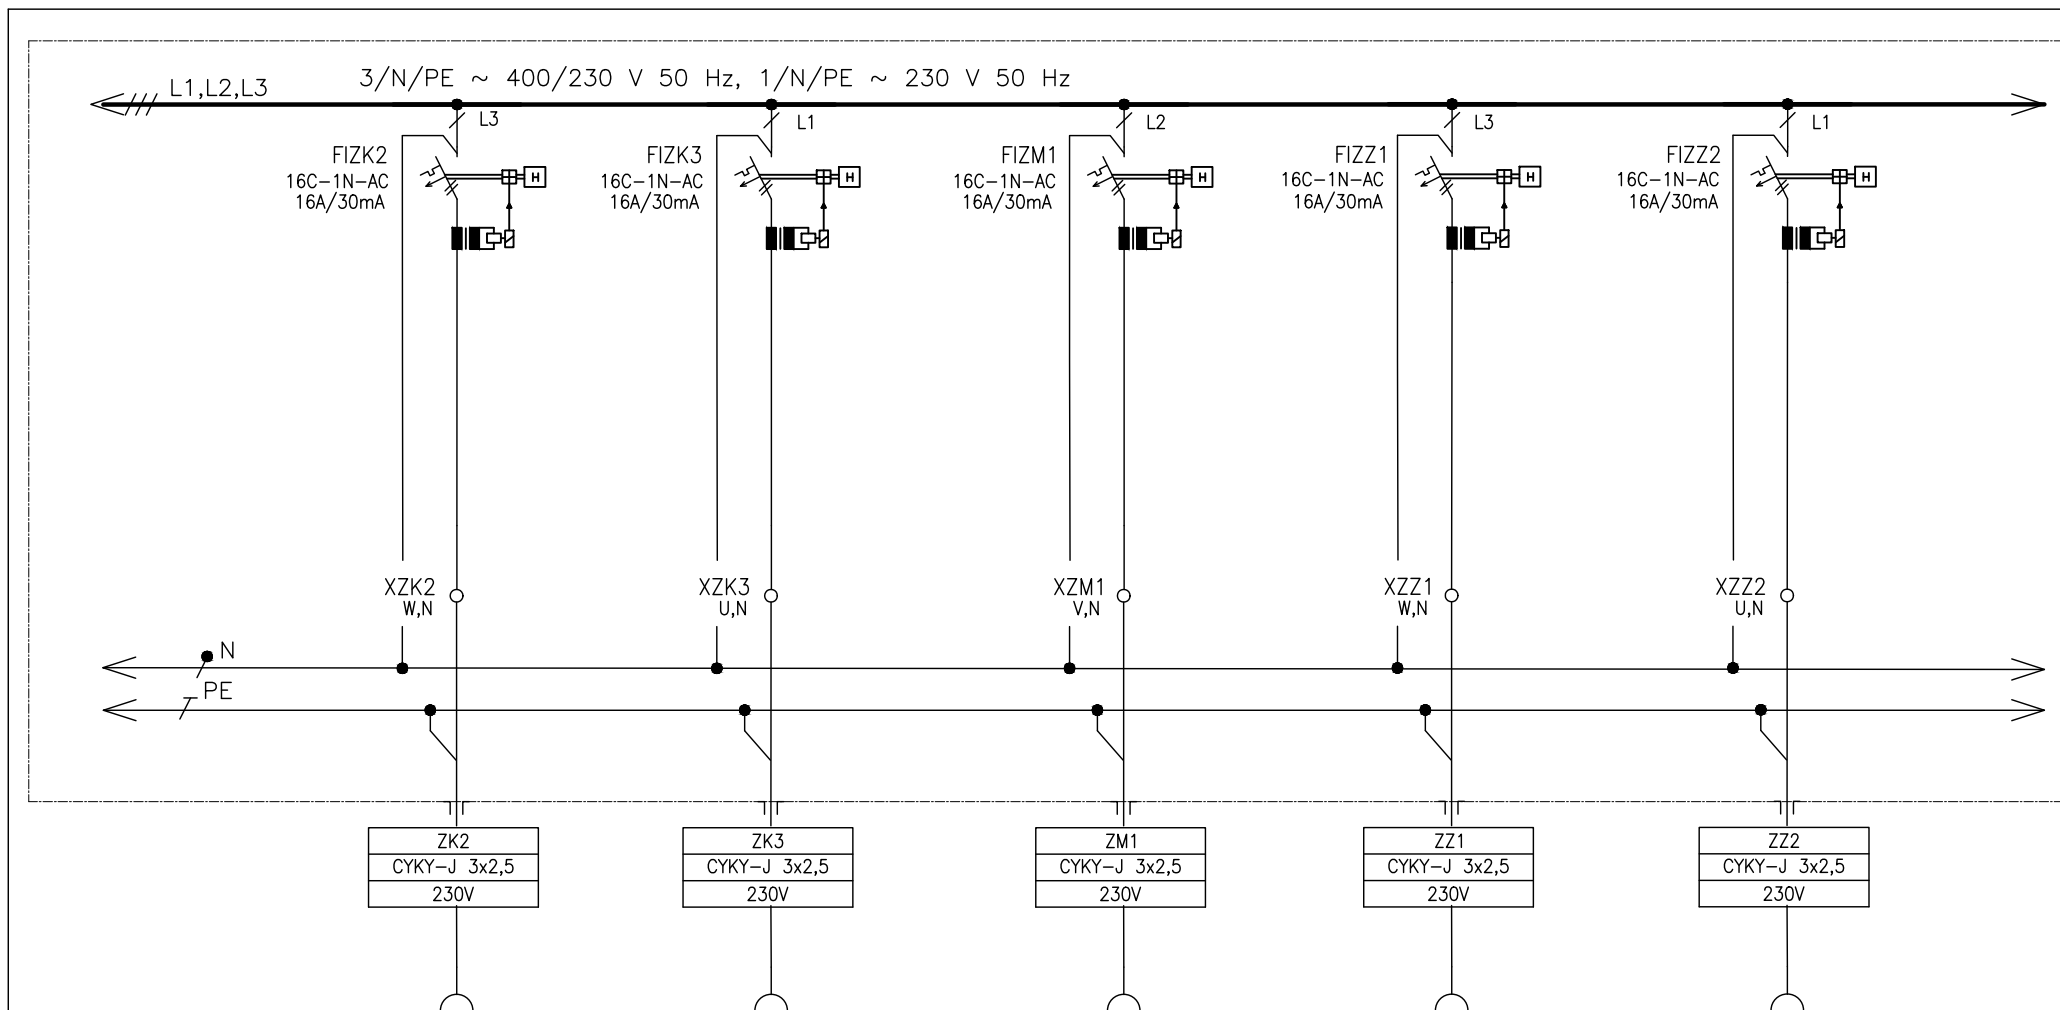 3/N/PE ~ 400/230 V 50 Hz, 1/N/PE ~ 230 V 50 Hz
L1,L2,L3
L3
FIZK2
16C-1N-AC
16A/30mA
H
L1
FIZK3
16C-1N-AC
16A/30mA
H
L2
FIZM1
16C-1N-AC
16A/30mA
H
L3
FIZZ1
16C-1N-AC
16A/30mA
H
L1
FIZZ2
16C-1N-AC
16A/30mA
H
XZK2
W,N
XZK3
U,N
XZM1
V,N
XZZ1
W,N
XZZ2
U,N
N
PE
ZK2
CYKY-J 3x2,5
230V
ZK3
CYKY-J 3x2,5
230V
ZM1
CYKY-J 3x2,5
230V
ZZ1
CYKY-J 3x2,5
230V
ZZ2
CYKY-J 3x2,5
230V